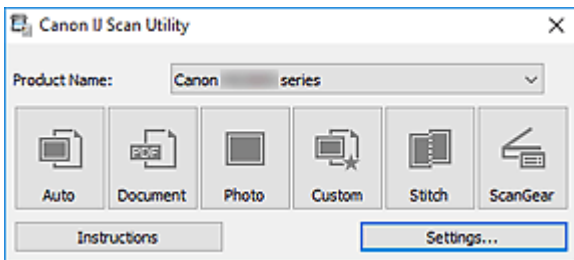 Canon IJ Scan Utility
Product Name: Canon series
PDF
Auto Document Photo Custom Stitch ScanGear
Instructions Settings...